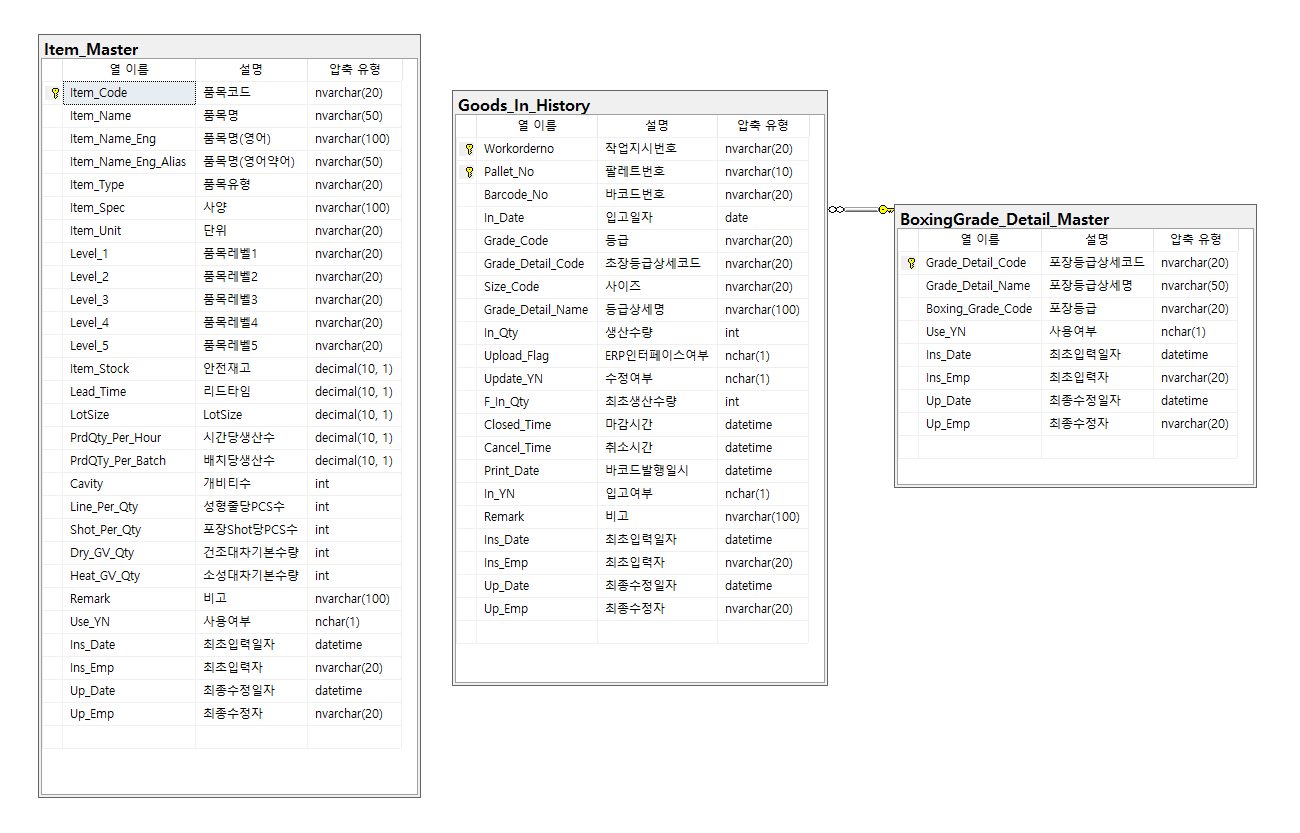 Item_Master
열 이름 설명 압축 유형
Item_Code 품목코드 nvarchar(20)
Item_Name 품목명 nvarchar(50)
Item_Name_Eng 품목명(영어) nvarchar(100)
Item_Name_Eng_Alias 품목명(영어약어) nvarchar(50)
Item_Type 품목유형 nvarchar(20)
Item_Spec 사양 nvarchar(100)
Item_Unit 단위 nvarchar(20)
Level_1 품목레벨1 nvarchar(20)
Level_2 품목레벨2 nvarchar(20)
Level_3 품목레벨3 nvarchar(20)
Level_4 품목레벨4 nvarchar(20)
Level_5 품목레벨5 nvarchar(20)
Item_Stock 안전재고 decimal(10, 1)
Lead_Time 리드타임 decimal(10, 1)
LotSize LotSize decimal(10, 1)
PrdQty_Per_Hour 시간당생산수 decimal(10, 1)
PrdQTy_Per_Batch 배치당생산수 decimal(10, 1)
Cavity 캐비티수 int
Line_Per_Qty 성형줄당PCS수 int
Shot_Per_Qty 포장Shot당PCS수 int
Dry_GV_Qty 건조대차기본수량 int
Heat_GV_Qty 소성대차기본수량 int
Remark 비고 nvarchar(100)
Use_YN 사용여부 nchar(1)
Ins_Date 최초입력일자 datetime
Ins_Emp 최초입력자 nvarchar(20)
Up_Date 최종수정일자 datetime
Up_Emp 최종수정자 nvarchar(20)
Goods_In_History
열 이름 설명 압축 유형
Workorderno 작업지시번호 nvarchar(20)
Pallet_No 팔레트번호 nvarchar(10)
Barcode_No 바코드번호 nvarchar(20)
In_Date 입고일자 date
Grade_Code 등급 nvarchar(20)
Grade_Detail_Code 초장등급상세코드 nvarchar(20)
Size_Code 사이즈 nvarchar(20)
Grade_Detail_Name 등급상세명 nvarchar(100)
In_Qty 생산수량 int
Upload_Flag ERP인터페이스여부 nchar(1)
Update_YN 수정여부 nchar(1)
F_In_Qty 최초생산수량 int
Closed_Time 마감시간 datetime
Cancel_Time 취소시간 datetime
Print_Date 바코드발행일시 datetime
In_YN 입고여부 nchar(1)
Remark 비고 nvarchar(100)
Ins_Date 최초입력일자 datetime
Ins_Emp 최초입력자 nvarchar(20)
Up_Date 최종수정일자 datetime
Up_Emp 최종수정자 nvarchar(20)
BoxingGrade_Detail_Master
열 이름 설명 압축 유형
Grade_Detail_Code 포장등급상세코드 nvarchar(20)
Grade_Detail_Name 포장등급상세명 nvarchar(50)
Boxing_Grade_Code 포장등급 nvarchar(20)
Use_YN 사용여부 nchar(1)
Ins_Date 최초입력일자 datetime
Ins_Emp 최초입력자 nvarchar(20)
Up_Date 최종수정일자 datetime
Up_Emp 최종수정자 nvarchar(20)